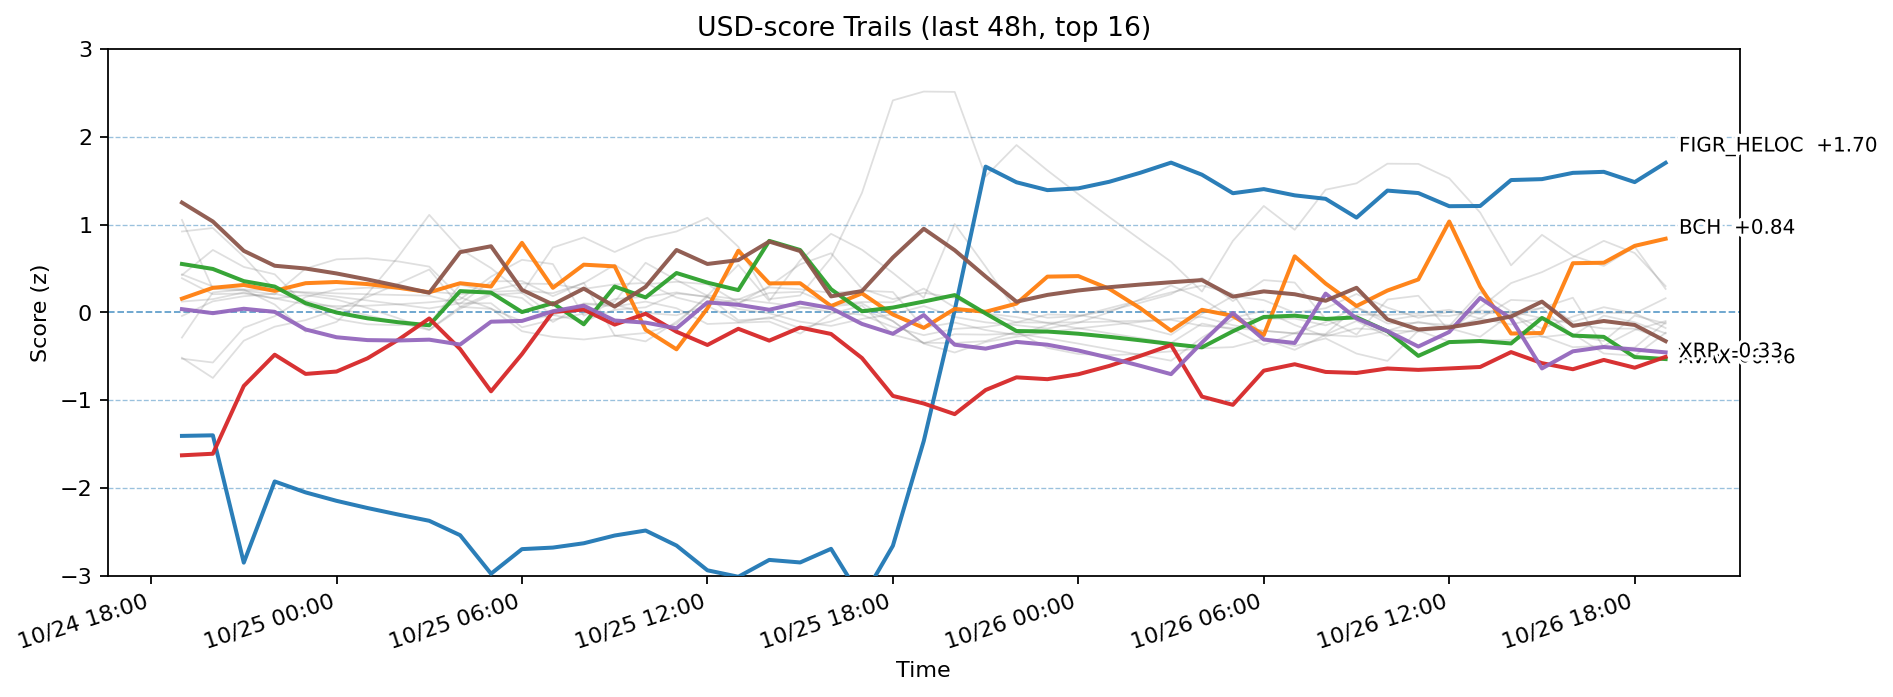 USD-score Trails (last 48h, top 16)
3
2
1
0
−1
−2
−3
Score (z)
FIGR_HELOC +1.70
BCH +0.84
XRP -0.33
10/24 18:00
10/25 00:00
10/25 06:00
10/25 12:00
10/25 18:00
10/26 00:00
10/26 06:00
10/26 12:00
10/26 18:00
Time